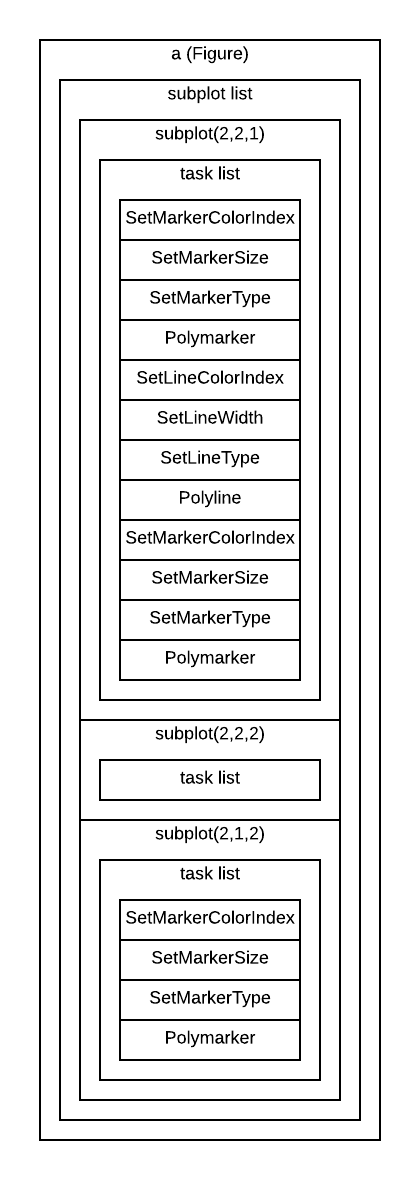 a (Figure)
subplot list
subplot(2,2,1)
task list
SetMarkerColorIndex
SetMarkerSize
SetMarkerType
Polymarker
SetLineColorIndex
SetLineWidth
SetLineType
Polyline
SetMarkerColorIndex
SetMarkerSize
SetMarkerType
Polymarker
subplot(2,2,2)
task list
subplot(2,1,2)
task list
SetMarkerColorIndex
SetMarkerSize
SetMarkerType
Polymarker